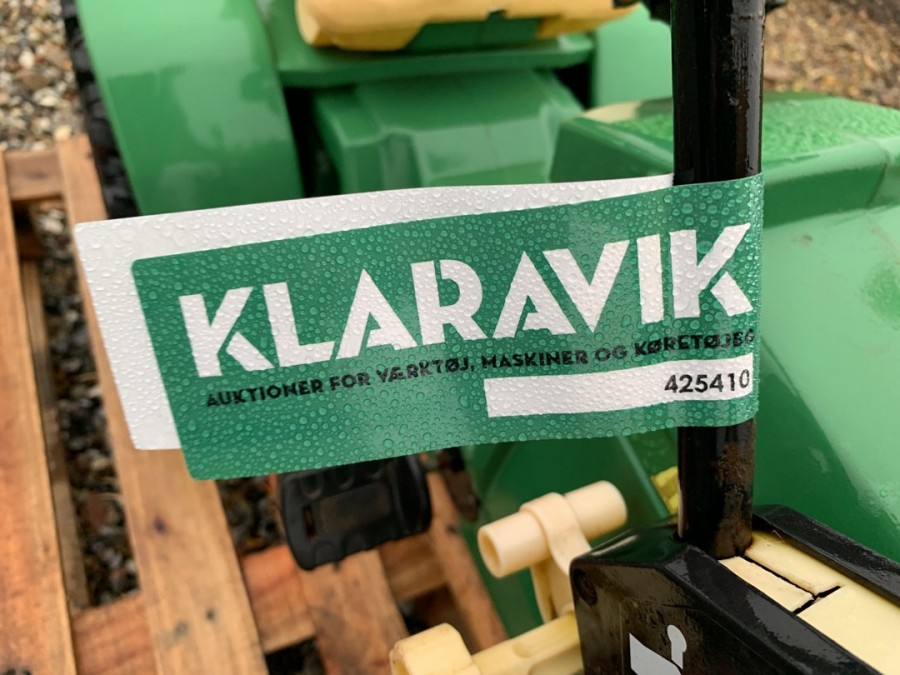 KLARAVIK
AUKTIONER FOR VÆRKTØJ, MASKINER OG KØRETØJER
425410